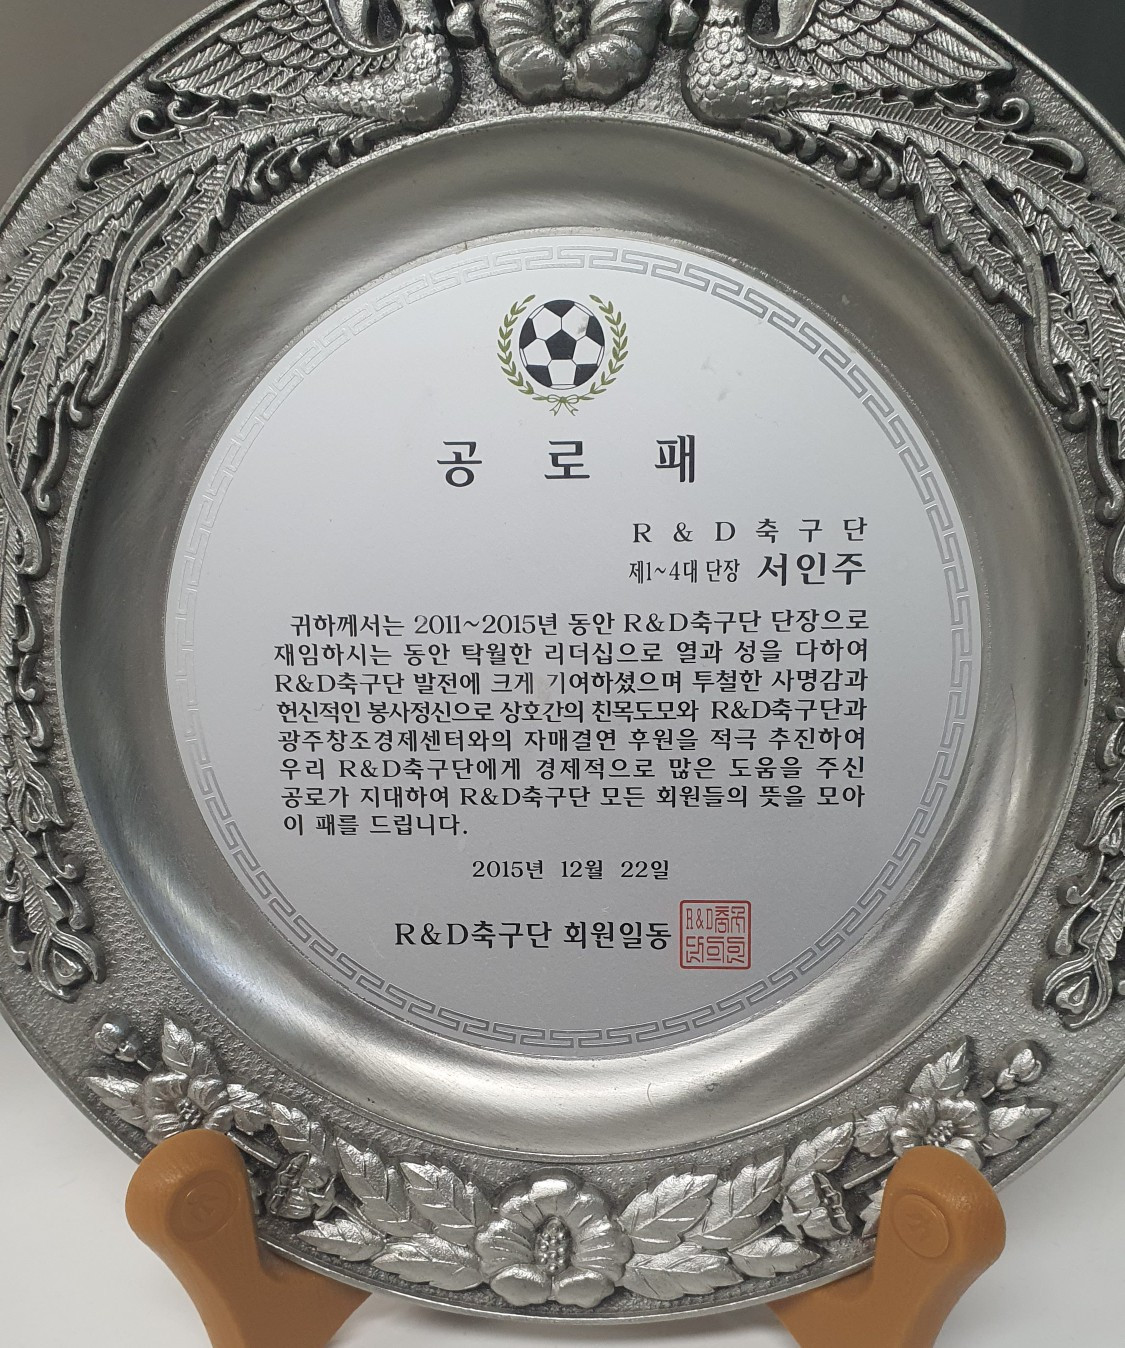 공 로 패
R & D 축 구 단
제1~4대 단장 서인주
귀하께서는 2011~2015년 동안 R&D축구단 단장으로
재임하시는 동안 탁월한 리더십으로 열과 성을 다하여
R&D축구단 발전에 크게 기여하셨으며 투철한 사명감과
헌신적인 봉사정신으로 상호간의 친목도모와 R&D축구단과
광주창조경제센터와의 자매결연 후원을 적극 추진하여
우리 R&D축구단에게 경제적으로 많은 도움을 주신
공로가 지대하여 R&D축구단 모든 회원들의 뜻을 모아
이 패를 드립니다.
2015년 12월 22일
R&D축구단 회원일동
R&D축구
단회원